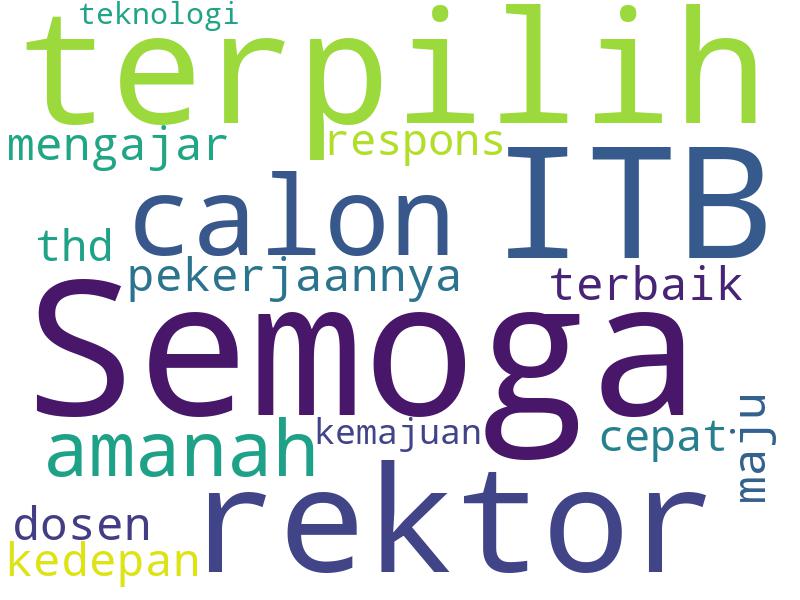 teknologi
terpilih
mengajar
respons
calon
ITB
thd
pekerjaannya
terbaik
Semoga
amanah
kemajuan
cepat
maju
dosen
rektor
kedepan